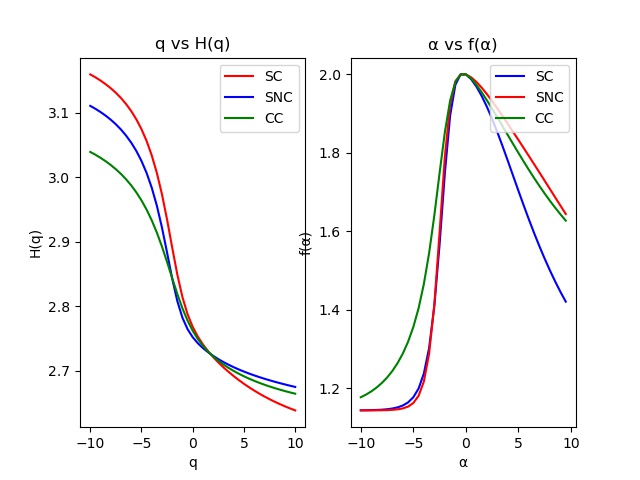 q vs H(q)
SC
SNC
CC
3.1
3.0
2.9
2.8
2.7
H(q)
−10
−5
0
5
10
q
α vs f(α)
SC
SNC
CC
2.0
1.8
1.6
1.4
1.2
f(α)
−10
−5
0
5
10
α